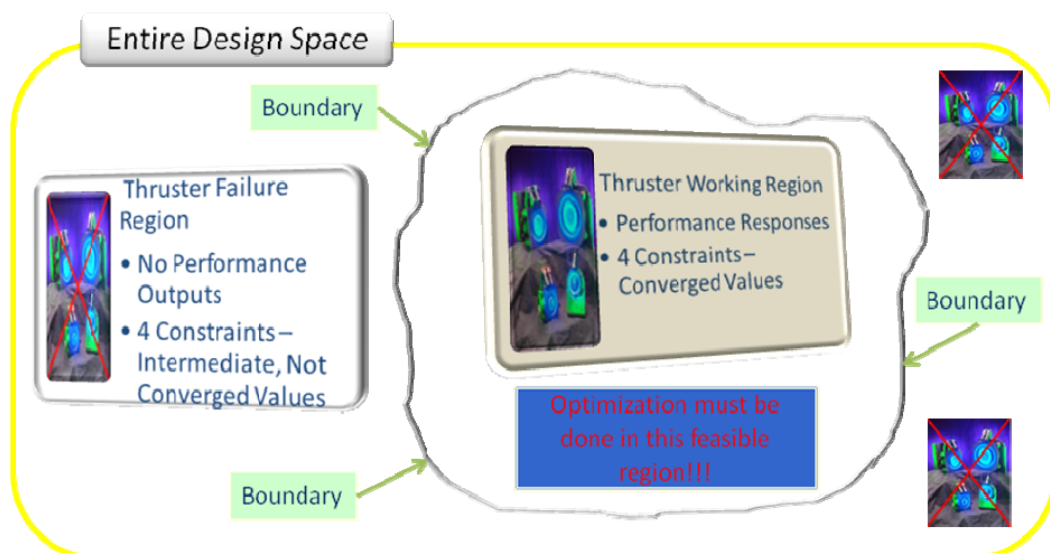 Entire Design Space
Boundary
Thruster Failure
Region
• No Performance
Outputs
• 4 Constraints –
Intermediate, Not
Converged Values
Thruster Working Region
• Performance Responses
• 4 Constraints –
Converged Values
Boundary
Optimization must be
done in this feasible
region!!!
Boundary